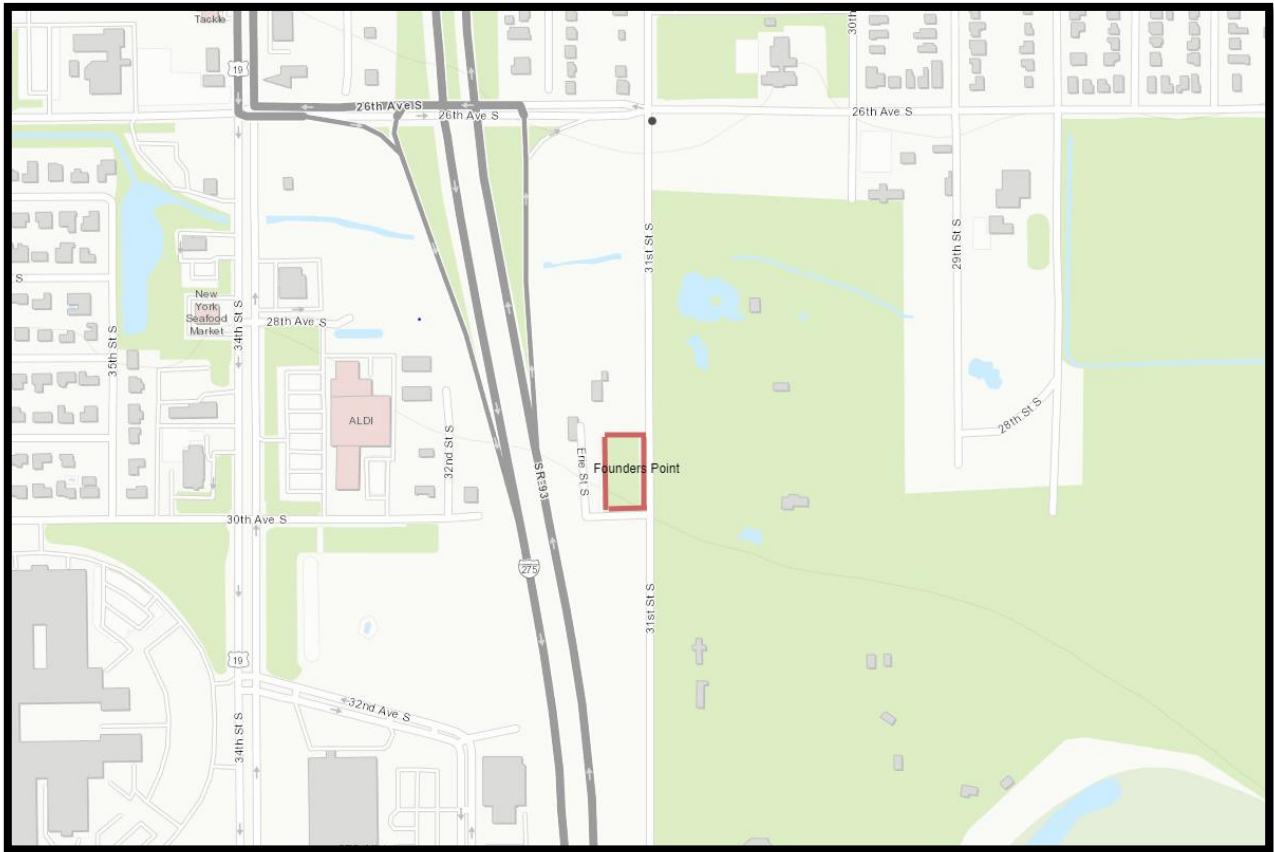 Tackle
30th
19
26th Ave S
26th Ave S
26th Ave S
31st St S
29th St S
S
New
York
Seafood
Market
34th St S
28th Ave S
35th St S
ALDI
32nd St S
28th St S
Erie St S
Founders Point
SR-93
30th Ave S
275
31st St S
19
32nd Ave S
34th St S